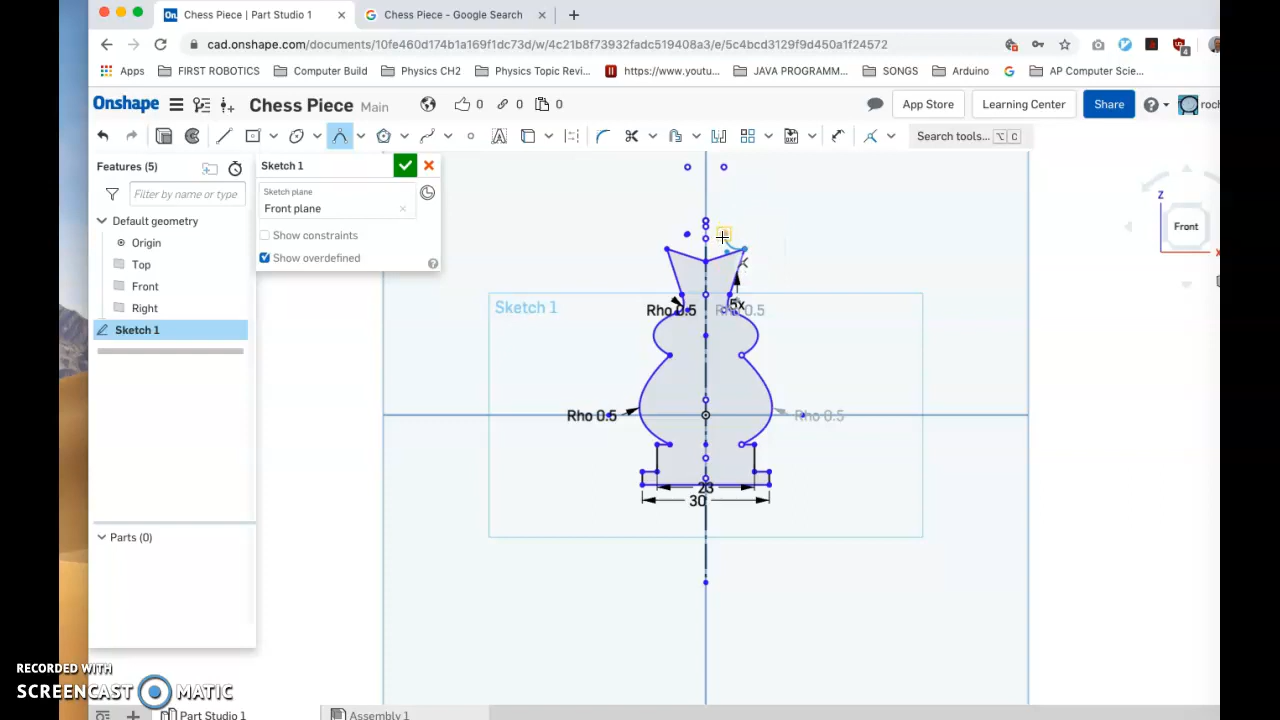 Chess Piece | Part Studio 1
Chess Piece - Google Search
cad.onshape.com/documents/10fe460d174b1a169f1dc73d/w/4c21b8f73932fadc519408a3/e/5c4bcd3129f9d450a1f24572
4
Apps
FIRST ROBOTICS
Computer Build
Physics CH2
Physics Topic Revi...
https://www.youtu...
JAVA PROGRAMM...
SONGS
Arduino
AP Computer Scie...
Onshape
Chess Piece Main
0
0
0
App Store
Learning Center
Share
roch
Search tools...
C
Features (5)
Filter by name or type
Default geometry
Origin
Top
Front
Right
Sketch 1
Parts (0)
Sketch 1
Sketch plane
Front plane
Show constraints
Show overdefined
Sketch 1
Rho 0.5
Rho 0.5
5x
Rho 0.5
Rho 0.5
23
30
Z
Front
X
RECORDED WITH
SCREENCAST MATIC
Part Studio 1
Assembly 1